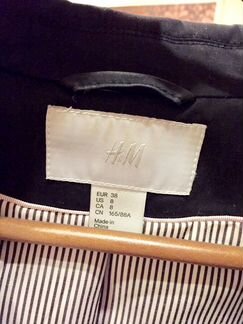 H&M
EUR 38
US 8
CA 8
CN 165/88A
Made in
China